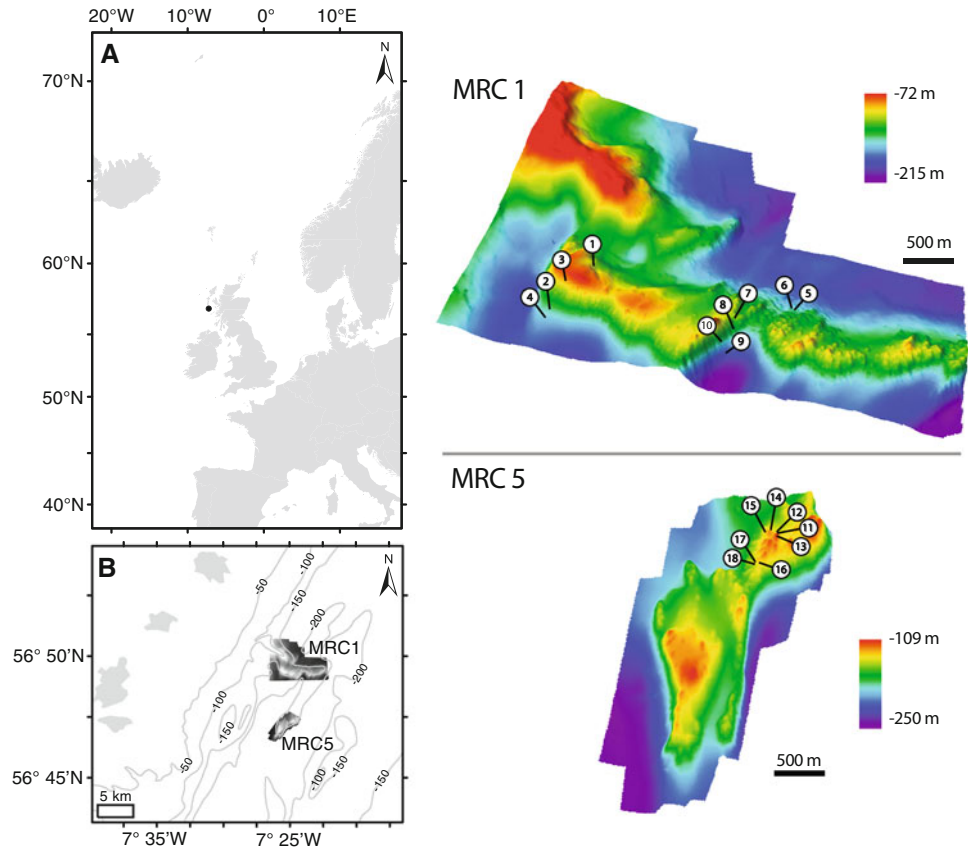 20°W 10°W 0° 10°E
A
N
70°N
60°N
50°N
40°N
B
N
-50
-100
-150
-200
MRC1
-200
-100
-150
MRC5
-50
-100
-150
-150
56° 50'N
56° 45'N
5 km
7° 35'W 7° 25'W
MRC 1
-72 m
-215 m
500 m
1
3
2
4
6
5
7
8
10
9
MRC 5
14
15
12
11
17
13
18
16
-109 m
-250 m
500 m